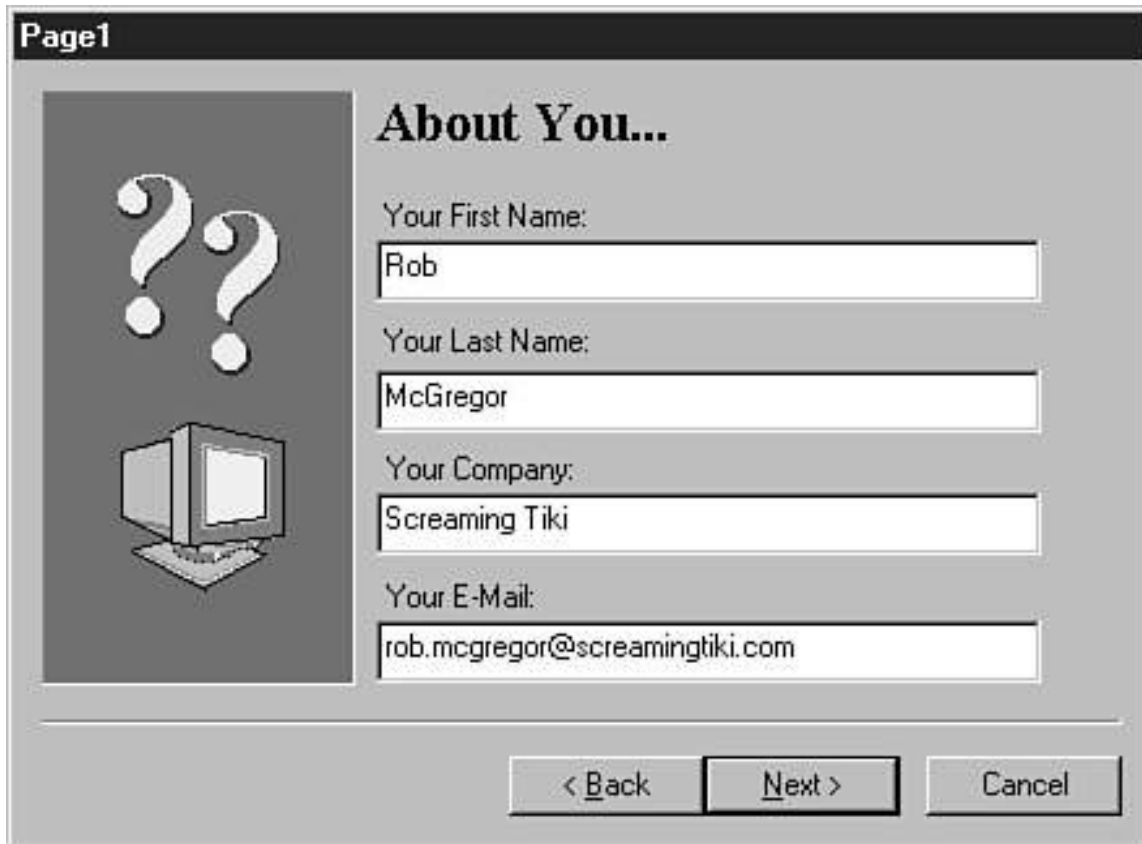 Page1
About You...
Your First Name:
Rob
Your Last Name:
McGregor
Your Company:
Screaming Tiki
Your E-Mail:
rob.mcgregor@screamingtiki.com
< Back Next > Cancel